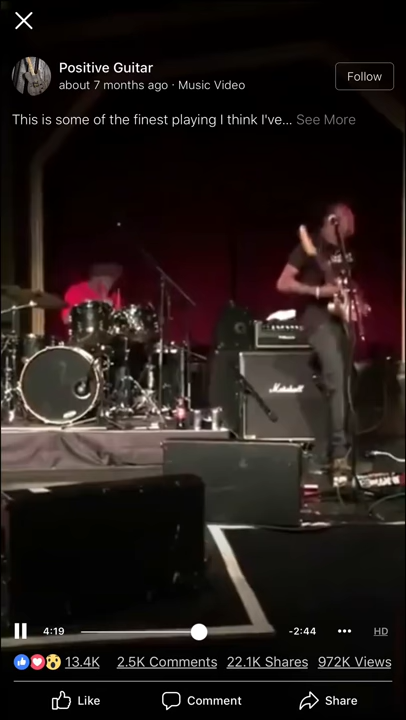 Positive Guitar
about 7 months ago · Music Video
Follow
This is some of the finest playing I think I've... See More
Marshall
4:19
-2:44
HD
13.4K
2.5K Comments
22.1K Shares
972K Views
Like
Comment
Share